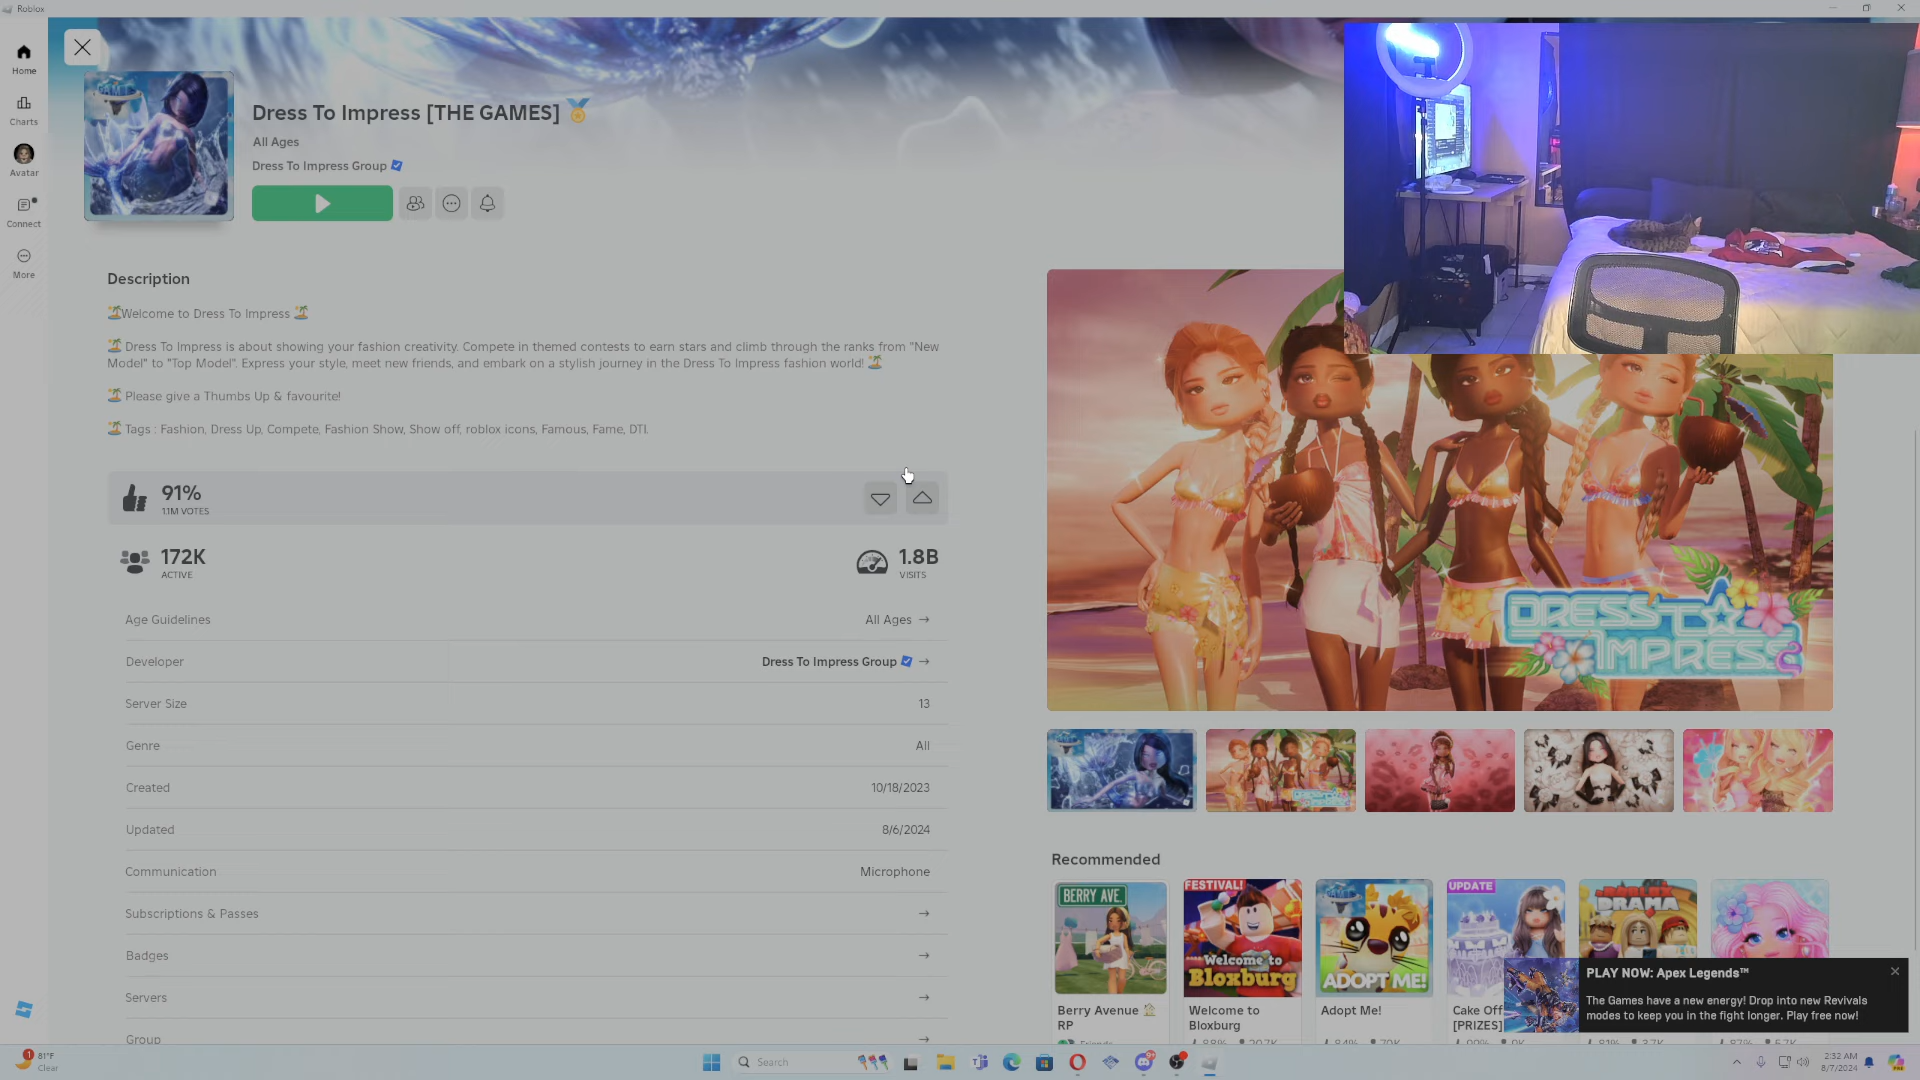 Roblox
Home
Charts
Avatar
Connect
More
Dress To Impress [THE GAMES] 🏅
All Ages
Dress To Impress Group
Description
🏝️Welcome to Dress To Impress 🏝️
🏝️ Dress To Impress is about showing your fashion creativity. Compete in themed contests to earn stars and climb through the ranks from "New
Model" to "Top Model". Express your style, meet new friends, and embark on a stylish journey in the Dress To Impress fashion world! 🏝️
🏝️ Please give a Thumbs Up & favourite!
🏝️ Tags : Fashion, Dress Up, Compete, Fashion Show, Show off, roblox icons, Famous, Fame, DTI.
91%
1.1M VOTES
172K
ACTIVE
1.8B
VISITS
Age Guidelines
All Ages
Developer
Dress To Impress Group
Server Size
13
Genre
All
Created
10/18/2023
Updated
8/6/2024
Communication
Microphone
Subscriptions & Passes
Badges
Servers
Group
DRESS TO
IMPRESS
Recommended
BERRY AVE.
Berry Avenue 🏠
RP
FESTIVAL!
Welcome to
Bloxburg
Welcome to
Bloxburg
ADOPT ME!
Adopt Me!
UPDATE
Cake Off
[PRIZES]
DRAMA
PLAY NOW: Apex Legends™
The Games have a new energy! Drop into new Revivals
modes to keep you in the fight longer. Play free now!
1
81°F
Clear
Search
2:32 AM
8/7/2024